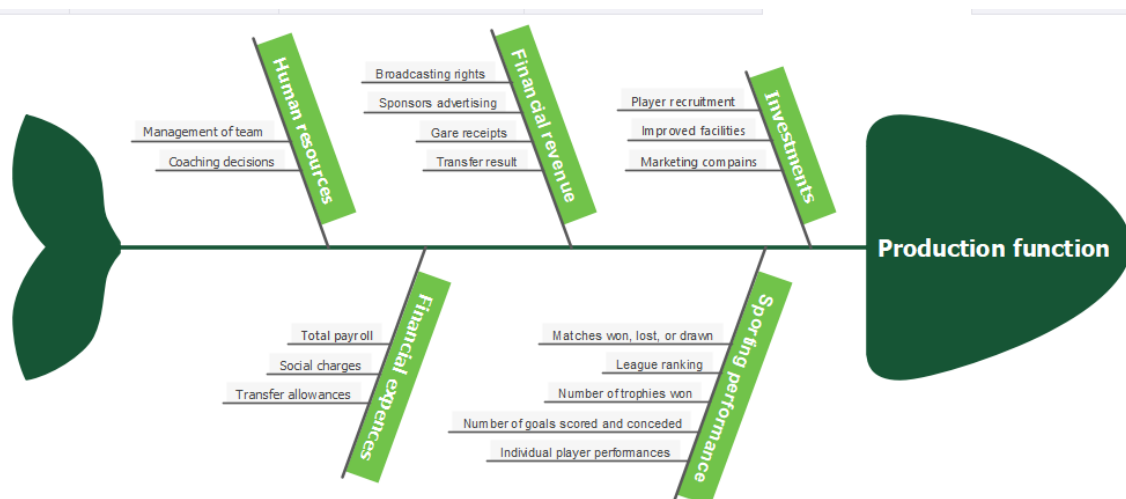 Human resources
Management of team
Coaching decisions
Financial revenue
Broadcasting rights
Sponsors advertising
Gare receipts
Transfer result
Investments
Player recruitment
Improved facilities
Marketing compains
Production function
Financial expences
Total payroll
Social charges
Transfer allowances
Sporting performance
Matches won, lost, or drawn
League ranking
Number of trophies won
Number of goals scored and conceded
Individual player performances